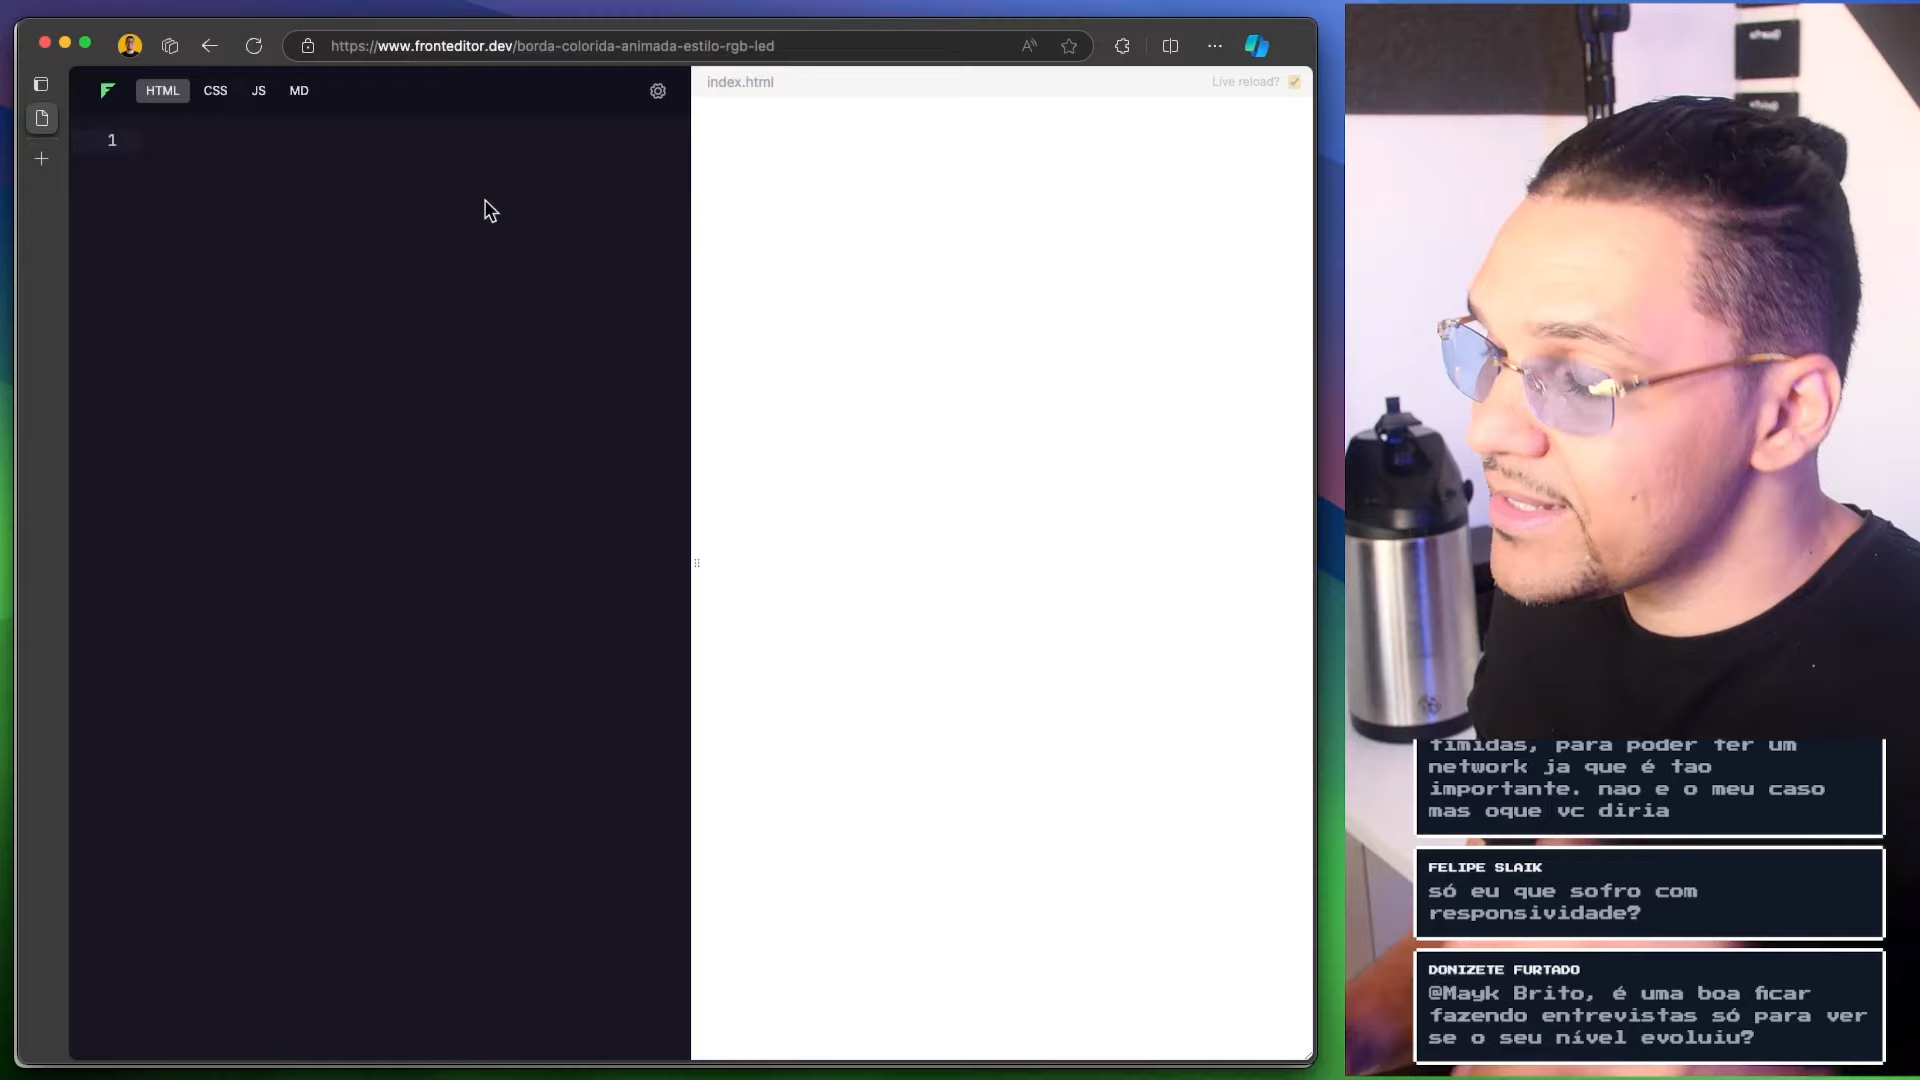 https://www.fronteditor.dev/borda-colorida-animada-estilo-rgb-led
HTML CSS JS MD
1
index.html
Live reload?
tímidas, para poder ter um
network ja que é tao
importante. nao e o meu caso
mas oque vc diria
FELIPE SLAIK
só eu que sofro com
responsividade?
DONIZETE FURTADO
@Mayk Brito, é uma boa ficar
fazendo entrevistas só para ver
se o seu nível evoluiu?